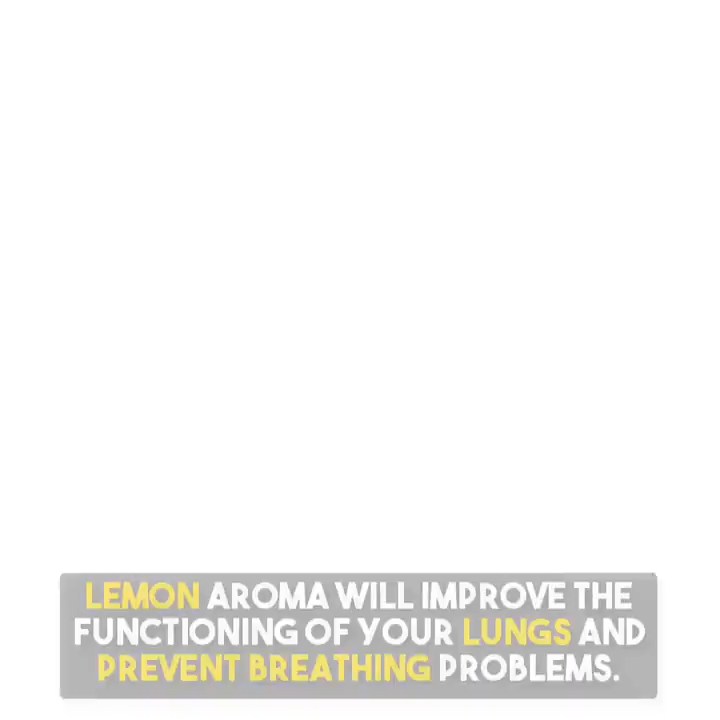 LEMON AROMA WILL IMPROVE THE
FUNCTIONING OF YOUR LUNGS AND
PREVENT BREATHING PROBLEMS.